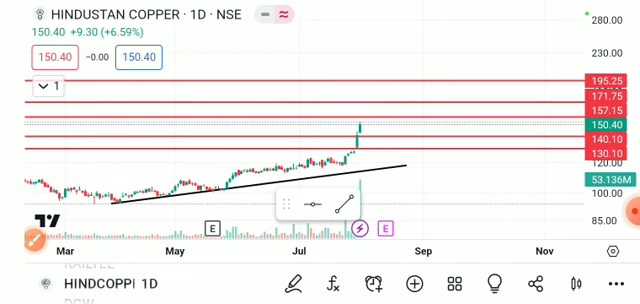 HINDUSTAN COPPER · 1D · NSE
150.40 +9.30 (+6.59%)
150.40 −0.00 150.40
1
280.00
230.00
195.25
171.75
157.15
150.40
140.10
130.10
120.00
53.136M
100.00
85.00
E E
Mar May Jul Sep Nov
HINDCOPPER 1D